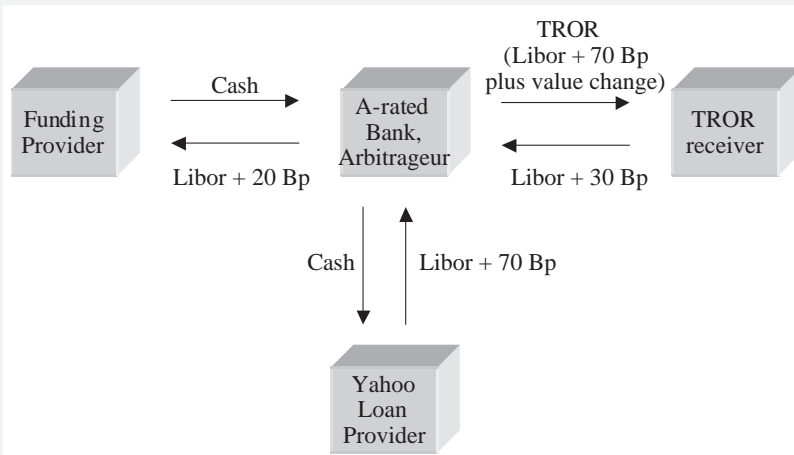 TROR
(Libor + 70 Bp
plus value change)
Cash
Funding
Provider
A-rated
Bank,
Arbitrageur
TROR
receiver
Libor + 20 Bp
Libor + 30 Bp
Cash
Libor + 70 Bp
Yahoo
Loan
Provider